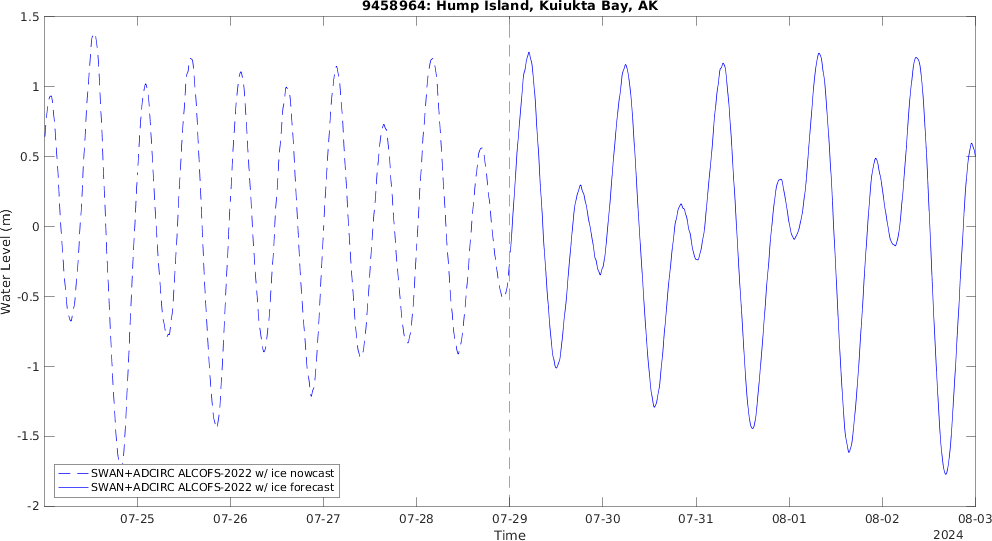 9458964: Hump Island, Kuiukta Bay, AK
1.5
1
0.5
0
-0.5
-1
-1.5
-2
Water Level (m)
SWAN+ADCIRC ALCOFS-2022 w/ ice nowcast
SWAN+ADCIRC ALCOFS-2022 w/ ice forecast
07-25 07-26 07-27 07-28 07-29 07-30 07-31 08-01 08-02 08-03
Time
2024